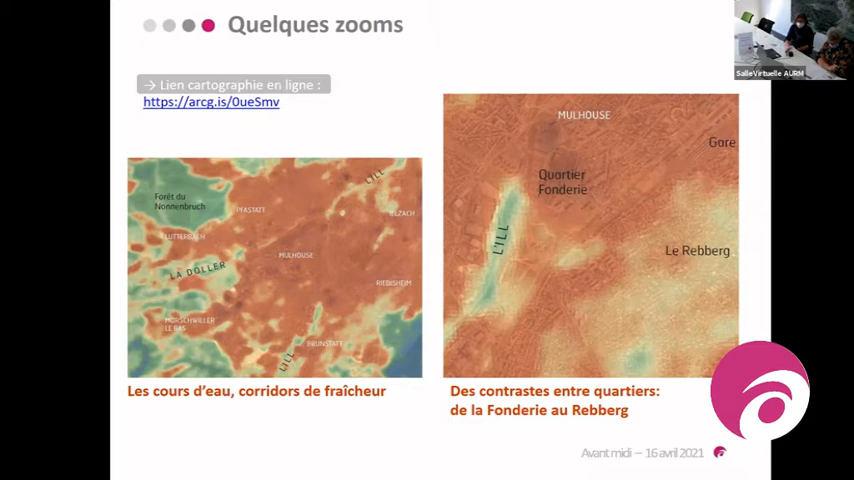 Quelques zooms
SalleVirtuelle AURM
→ Lien cartographie en ligne :
https://arcg.is/0ueSmv
MULHOUSE
Gare
Quartier
Fonderie
L'ILL
Le Rebberg
L'ILL
Forêt du
Nonnenbruch
PFASTATT
ILLZACH
LUTTERBACH
MULHOUSE
LA DOLLER
RIEDISHEIM
MORSCHWILLER
LE BAS
BRUNSTATT
L'ILL
Les cours d'eau, corridors de fraîcheur
Des contrastes entre quartiers:
de la Fonderie au Rebberg
Avant midi – 16 avril 2021